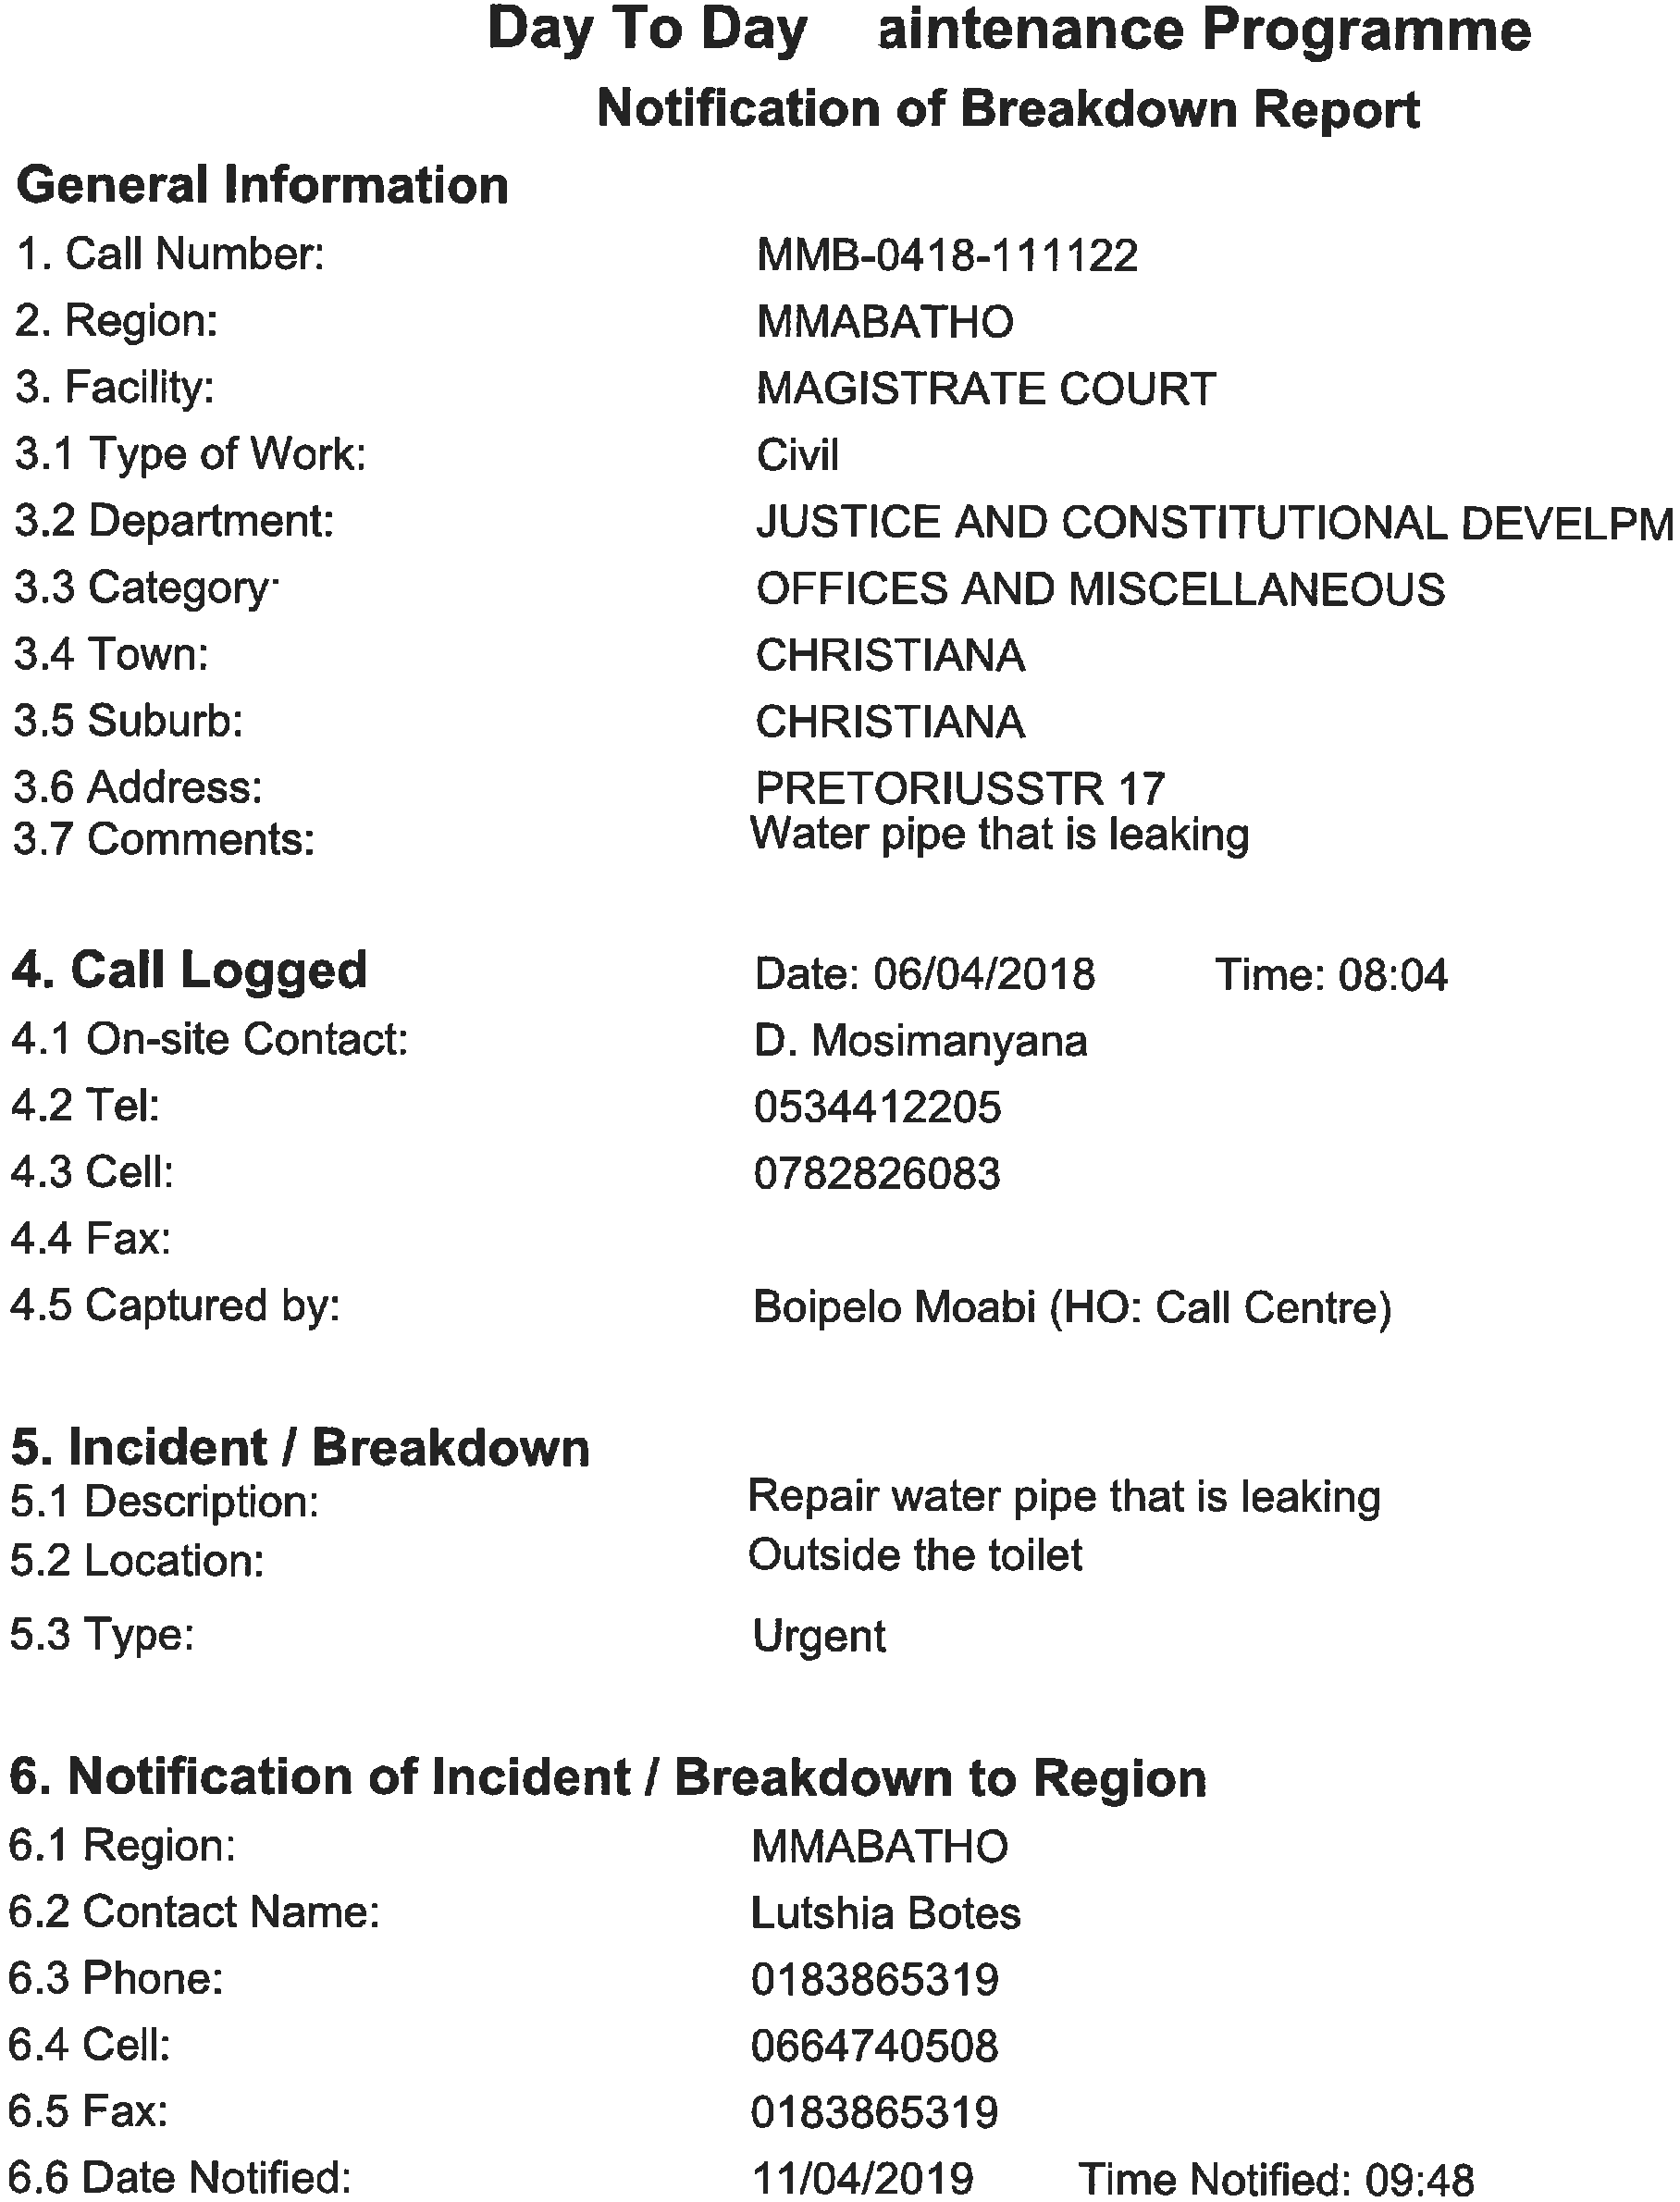 Day To Day aintenance Programme
Notification of Breakdown Report
General Information
1. Call Number: MMB-0418-111122
2. Region: MMABATHO
3. Facility: MAGISTRATE COURT
3.1 Type of Work: Civil
3.2 Department: JUSTICE AND CONSTITUTIONAL DEVELPM
3.3 Category: OFFICES AND MISCELLANEOUS
3.4 Town: CHRISTIANA
3.5 Suburb: CHRISTIANA
3.6 Address: PRETORIUSSTR 17
3.7 Comments: Water pipe that is leaking
4. Call Logged Date: 06/04/2018 Time: 08:04
4.1 On-site Contact: D. Mosimanyana
4.2 Tel: 0534412205
4.3 Cell: 0782826083
4.4 Fax:
4.5 Captured by: Boipelo Moabi (HO: Call Centre)
5. Incident / Breakdown
5.1 Description: Repair water pipe that is leaking
5.2 Location: Outside the toilet
5.3 Type: Urgent
6. Notification of Incident / Breakdown to Region
6.1 Region: MMABATHO
6.2 Contact Name: Lutshia Botes
6.3 Phone: 0183865319
6.4 Cell: 0664740508
6.5 Fax: 0183865319
6.6 Date Notified: 11/04/2019 Time Notified: 09:48